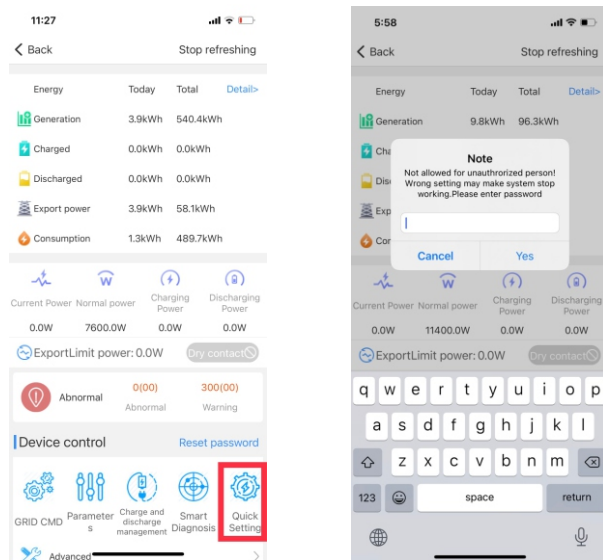 11:27
Back Stop refreshing
Energy Today Total Detail>
Generation 3.9kWh 540.4kWh
Charged 0.0kWh 0.0kWh
Discharged 0.0kWh 0.0kWh
Export power 3.9kWh 58.1kWh
Consumption 1.3kWh 489.7kWh
Current Power Normal power Charging Power Discharging Power
0.0W 7600.0W 0.0W 0.0W
ExportLimit power: 0.0W Dry contact
Abnormal 0(00) 300(00)
Abnormal Warning
Device control Reset password
GRID CMD Parameters Charge and discharge management Smart Diagnosis Quick Setting
Advanced
5:58
Back Stop refreshing
Energy Today Total Detail>
Generation 9.8kWh 96.3kWh
Cha
Dis
Exp
Cor
Note
Not allowed for unauthrorized person!
Wrong setting may make system stop
working.Please enter password
Cancel Yes
Current Power Normal power Charging Power Discharging Power
0.0W 11400.0W 0.0W 0.0W
ExportLimit power: 0.0W Dry contact
q w e r t y u i o p
a s d f g h j k l
z x c v b n m
123 space return